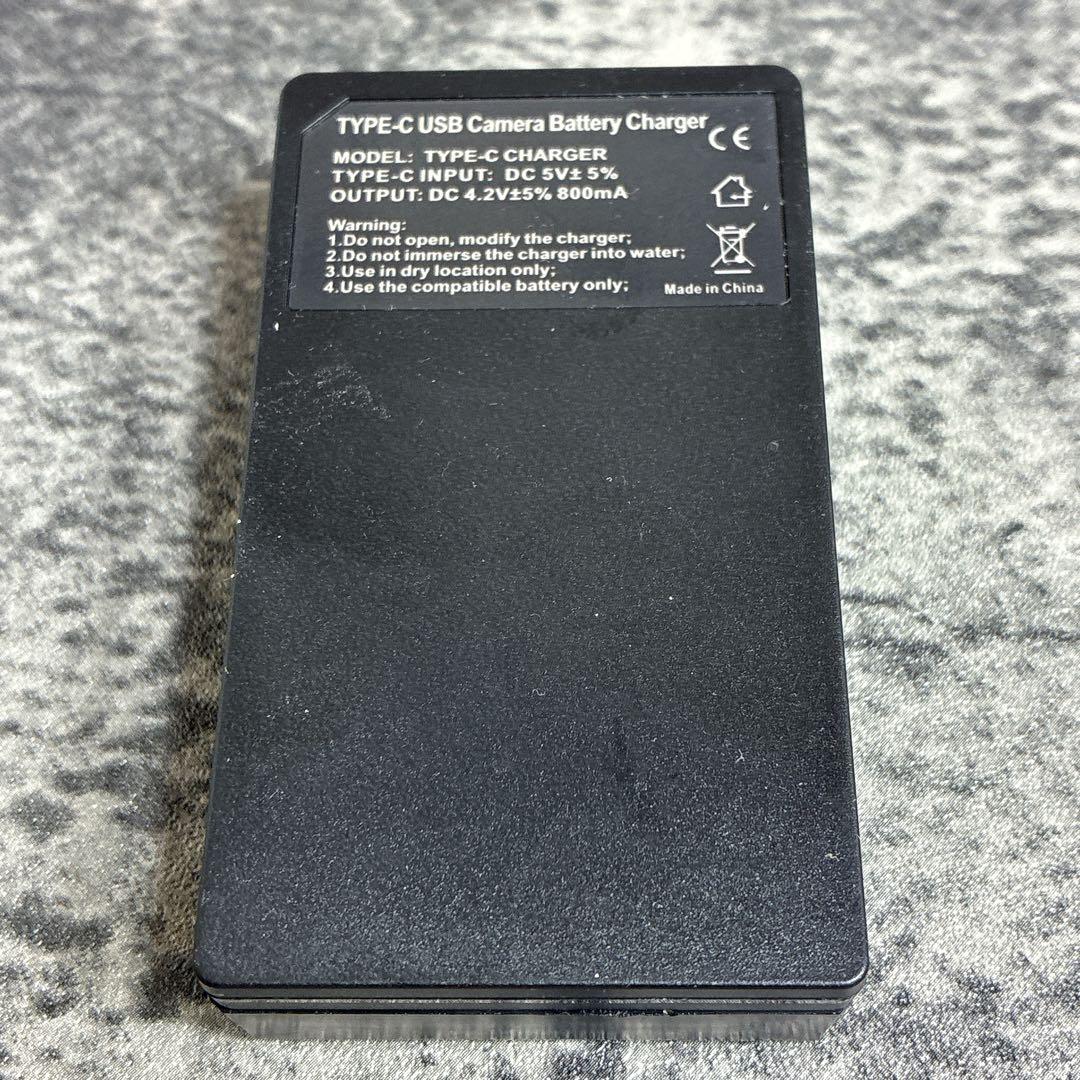 TYPE-C USB Camera Battery Charger
CE
MODEL: TYPE-C CHARGER
TYPE-C INPUT: DC 5V± 5%
OUTPUT: DC 4.2V±5% 800mA
Warning:
1.Do not open, modify the charger;
2.Do not immerse the charger into water;
3.Use in dry location only;
4.Use the compatible battery only;
Made in China